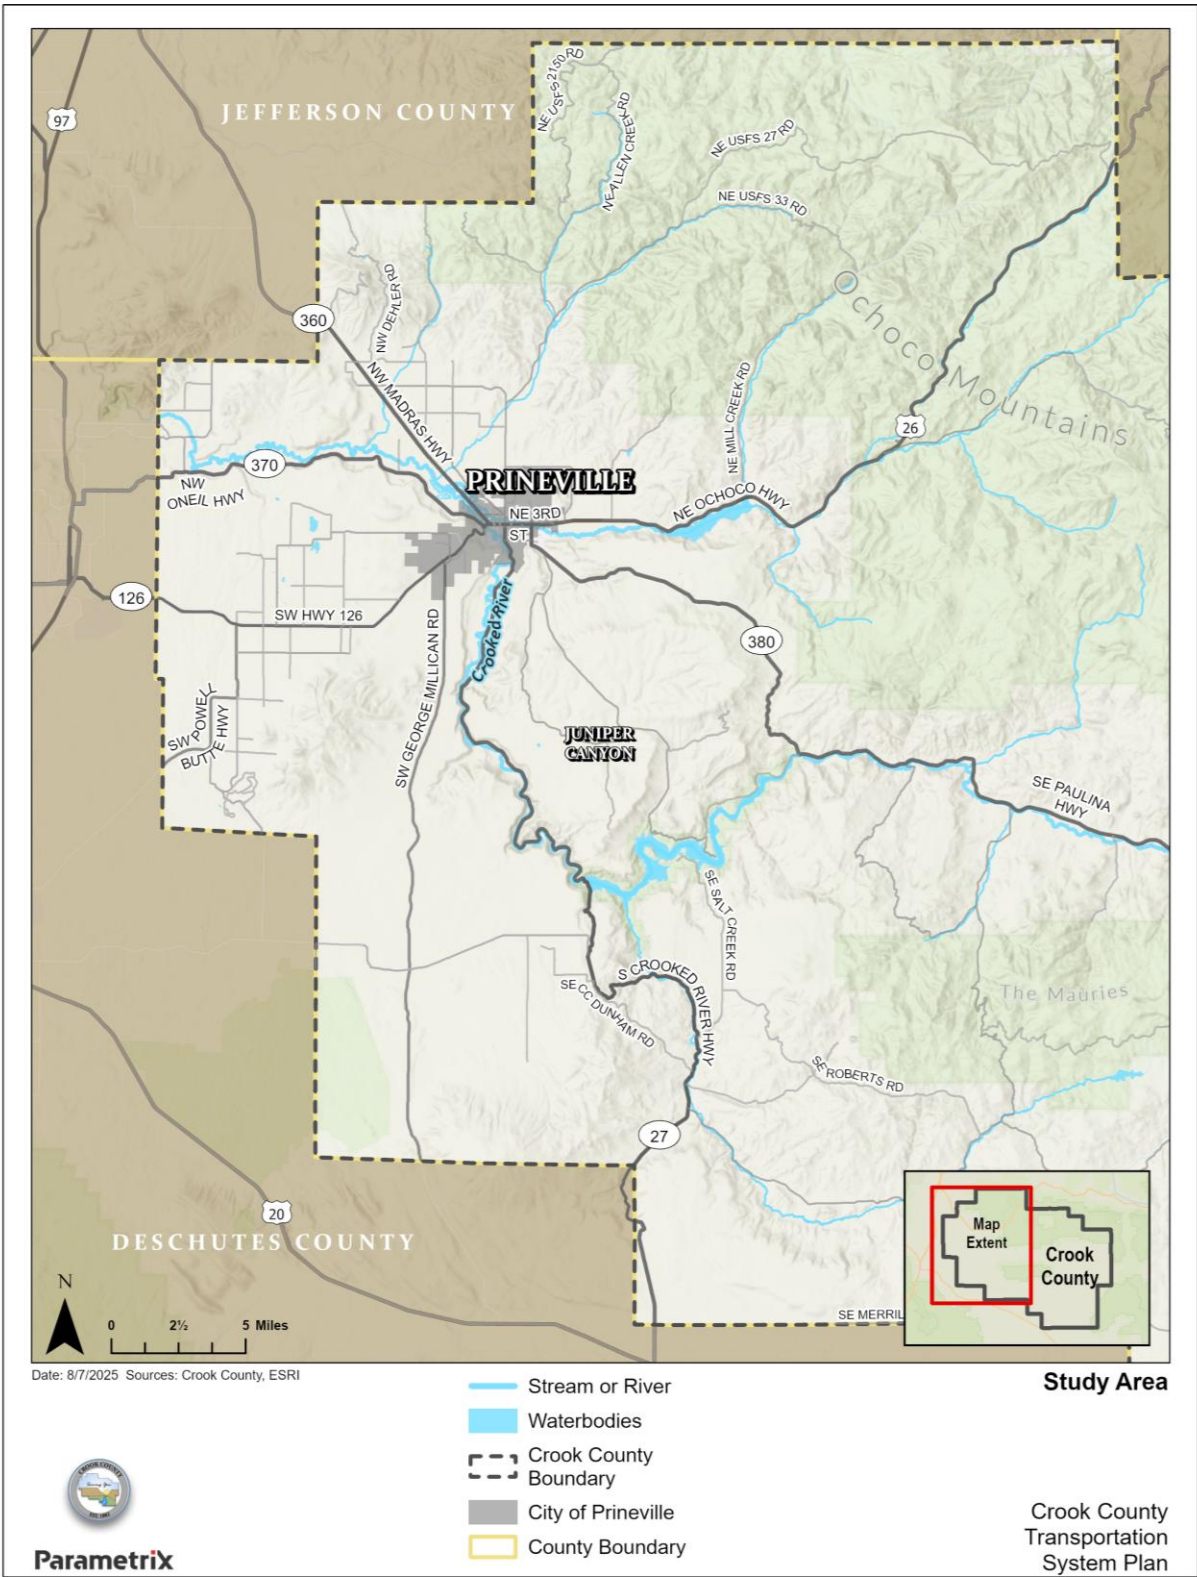 JEFFERSON COUNTY
97
NE USFS 2150 RD
NE ALLEN CREEK RD
NE USFS 27 RD
NE USFS 33 RD
Ochoco Mountains
360
NW DEHLER RD
NW MADRAS HWY
NE MILL CREEK RD
26
370
NW
ONEIL HWY
PRINEVILLE
NE 3RD
ST
NE OCHOCO HWY
126
SW HWY 126
Crooked River
380
SW GEORGE MILLICAN RD
SW POWELL
BUTTE HWY
JUNIPER
CANYON
SE PAULINA
HWY
SE SALT CREEK RD
S CROOKED RIVER HWY
SE CC DUNHAM RD
The Mauries
SE ROBERTS RD
27
20
DESCHUTES COUNTY
SE MERRIL
Map
Extent
Crook
County
N
0 2½ 5 Miles
Date: 8/7/2025 Sources: Crook County, ESRI
Study Area
Stream or River
Waterbodies
Crook County
Boundary
City of Prineville
County Boundary
CROOK COUNTY
Parametrix
Crook County
Transportation
System Plan